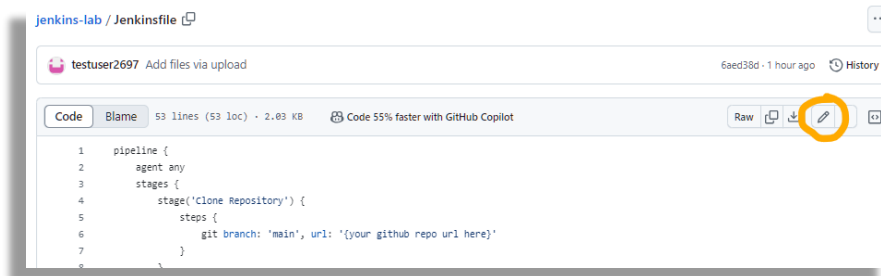 jenkins-lab / Jenkinsfile
testuser2697 Add files via upload 6aed38d · 1 hour ago History
Code Blame 53 lines (53 loc) · 2.03 KB Code 55% faster with GitHub Copilot Raw
1 pipeline {
2 agent any
3 stages {
4 stage('Clone Repository') {
5 steps {
6 git branch: 'main', url: '{your github repo url here}'
7 }
8 }